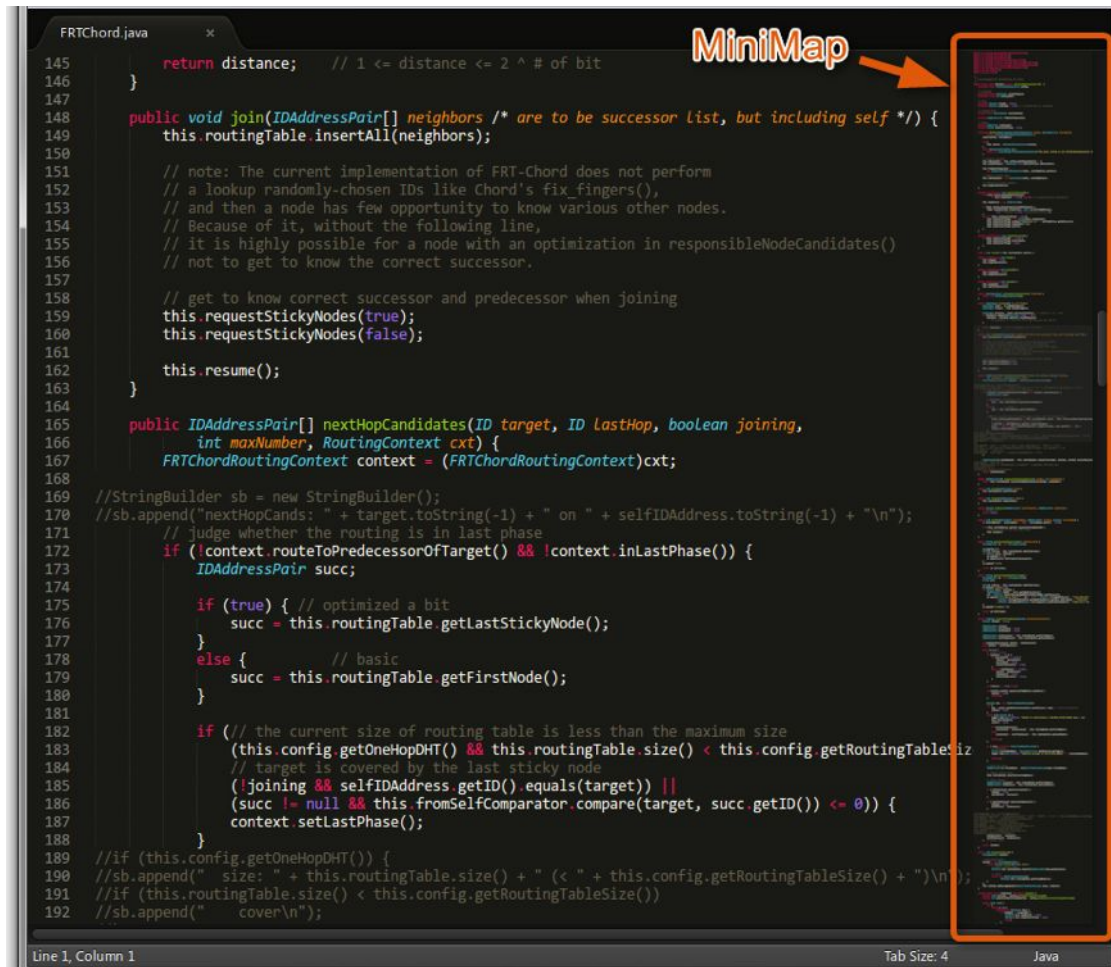 FRTChord.java ×
MiniMap
145 return distance; // 1 <= distance <= 2 ^ # of bit
146 }
147
148 public void join(IDAddressPair[] neighbors /* are to be successor list, but including self */) {
149 this.routingTable.insertAll(neighbors);
150
151 // note: The current implementation of FRT-Chord does not perform
152 // a lookup randomly-chosen IDs like Chord's fix_fingers(),
153 // and then a node has few opportunity to know various other nodes.
154 // Because of it, without the following line,
155 // it is highly possible for a node with an optimization in responsibleNodeCandidates()
156 // not to get to know the correct successor.
157
158 // get to know correct successor and predecessor when joining
159 this.requestStickyNodes(true);
160 this.requestStickyNodes(false);
161
162 this.resume();
163 }
164
165 public IDAddressPair[] nextHopCandidates(ID target, ID lastHop, boolean joining,
166 int maxNumber, RoutingContext cxt) {
167 FRTChordRoutingContext context = (FRTChordRoutingContext)cxt;
168
169 //StringBuilder sb = new StringBuilder();
170 //sb.append("nextHopCands: " + target.toString(-1) + " on " + selfIDAddress.toString(-1) + "\n");
171 // judge whether the routing is in last phase
172 if (!context.routeToPredecessorOfTarget() && !context.inLastPhase()) {
173 IDAddressPair succ;
174
175 if (true) { // optimized a bit
176 succ = this.routingTable.getLastStickyNode();
177 }
178 else { // basic
179 succ = this.routingTable.getFirstNode();
180 }
181
182 if (// the current size of routing table is less than the maximum size
183 (this.config.getOneHopDHT() && this.routingTable.size() < this.config.getRoutingTableSiz
184 // target is covered by the last sticky node
185 (!joining && selfIDAddress.getID().equals(target)) ||
186 (succ != null && this.fromSelfComparator.compare(target, succ.getID()) <= 0)) {
187 context.setLastPhase();
188 }
189 //if (this.config.getOneHopDHT()) {
190 //sb.append(" size: " + this.routingTable.size() + " (< " + this.config.getRoutingTableSize() + ")\n");
191 //if (this.routingTable.size() < this.config.getRoutingTableSize())
192 //sb.append(" cover\n");
Line 1, Column 1 Tab Size: 4 Java